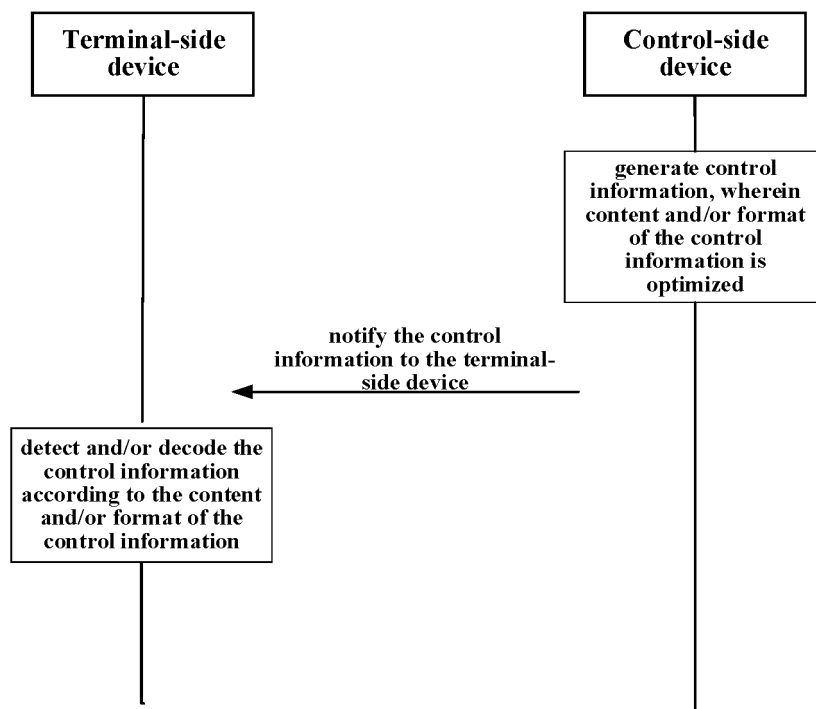 Terminal-side
device
Control-side
device
generate control
information, wherein
content and/or format
of the control
information is
optimized
notify the control
information to the terminal-
side device
detect and/or decode the
control information
according to the content
and/or format of the
control information